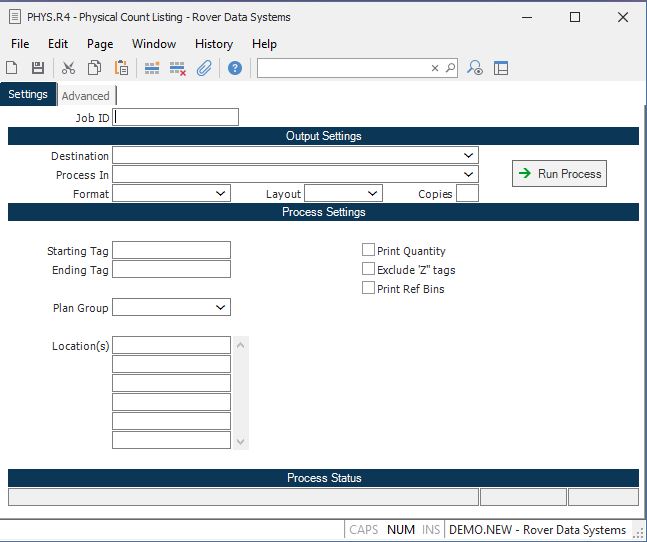 PHYS.R4 - Physical Count Listing - Rover Data Systems
File Edit Page Window History Help
Settings Advanced
Job ID
Output Settings
Destination
Process In
Run Process
Format Layout Copies
Process Settings
Starting Tag Print Quantity
Ending Tag Exclude 'Z" tags
Print Ref Bins
Plan Group
Location(s)
Process Status
CAPS NUM INS DEMO.NEW - Rover Data Systems